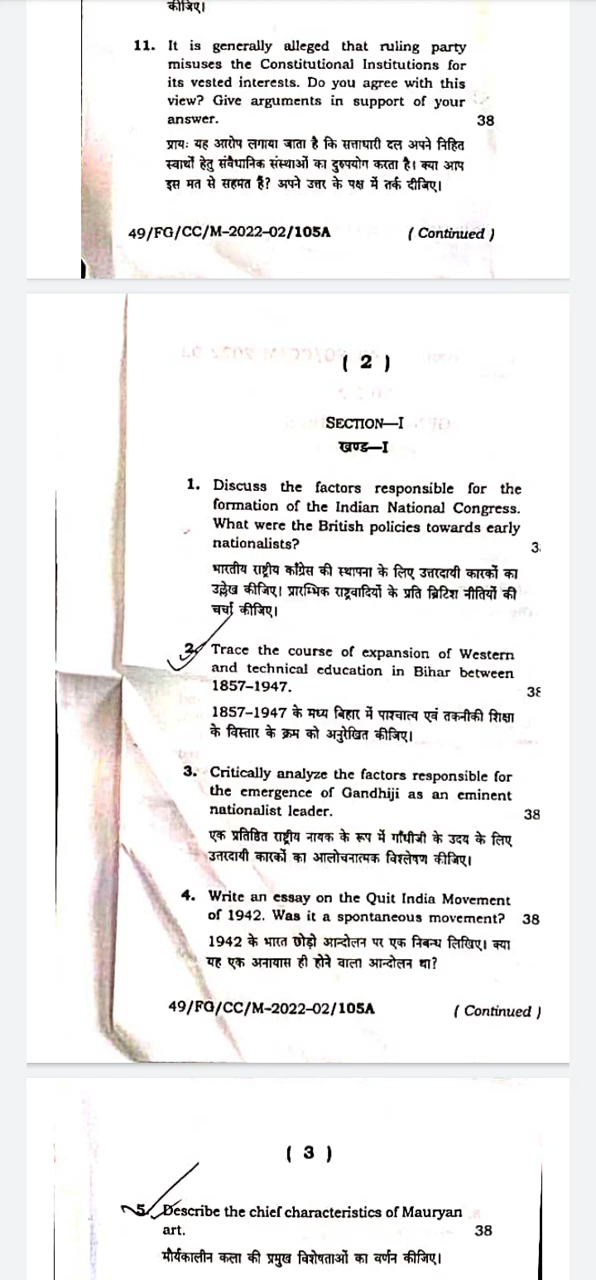 कीजिए।
11. It is generally alleged that ruling party
misuses the Constitutional Institutions for
its vested interests. Do you agree with this
view? Give arguments in support of your
answer. 38
प्रायः यह आरोप लगाया जाता है कि सत्ताधारी दल अपने निहित
स्वार्थों हेतु संवैधानिक संस्थाओं का दुरुपयोग करता है। क्या आप
इस मत से सहमत हैं? अपने उत्तर के पक्ष में तर्क दीजिए।
49/FG/CC/M-2022-02/105A ( Continued )
( 2 )
SECTION—I
खण्ड—I
1. Discuss the factors responsible for the
formation of the Indian National Congress.
What were the British policies towards early
nationalists? 3
भारतीय राष्ट्रीय काँग्रेस की स्थापना के लिए उत्तरदायी कारकों का
उल्लेख कीजिए। प्रारम्भिक राष्ट्रवादियों के प्रति ब्रिटिश नीतियों की
चर्चा कीजिए।
2. Trace the course of expansion of Western
and technical education in Bihar between
1857-1947. 38
1857-1947 के मध्य बिहार में पाश्चात्य एवं तकनीकी शिक्षा
के विस्तार के क्रम को अनुरेखित कीजिए।
3. Critically analyze the factors responsible for
the emergence of Gandhiji as an eminent
nationalist leader. 38
एक प्रतिष्ठित राष्ट्रीय नायक के रूप में गाँधीजी के उदय के लिए
उत्तरदायी कारकों का आलोचनात्मक विश्लेषण कीजिए।
4. Write an essay on the Quit India Movement
of 1942. Was it a spontaneous movement? 38
1942 के भारत छोड़ो आन्दोलन पर एक निबन्ध लिखिए। क्या
यह एक अनायास ही होने वाला आन्दोलन था?
49/FG/CC/M-2022-02/105A ( Continued )
( 3 )
5. Describe the chief characteristics of Mauryan
art. 38
मौर्यकालीन कला की प्रमुख विशेषताओं का वर्णन कीजिए।